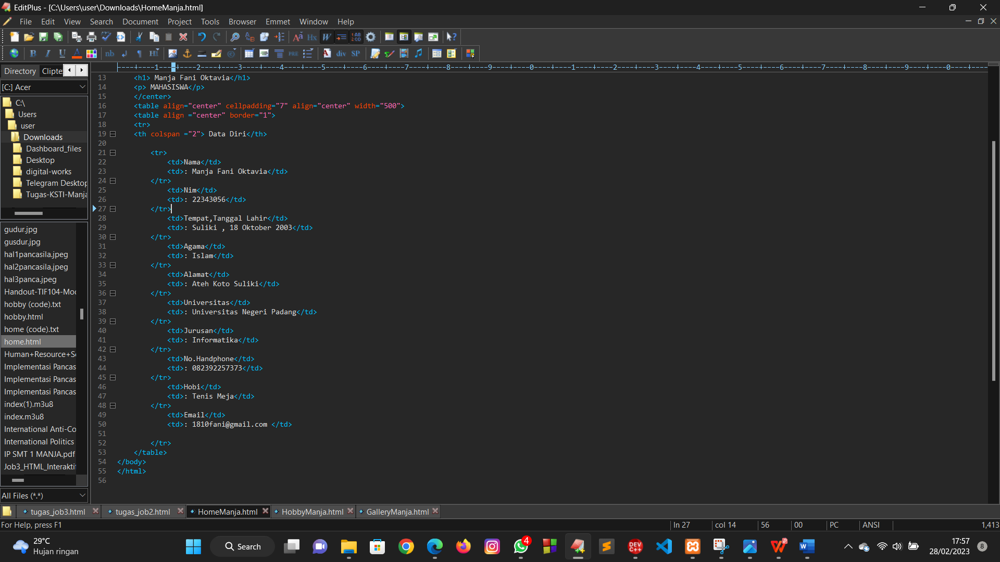 EditPlus - [C:\Users\user\Downloads\HomeManja.html]
File Edit View Search Document Project Tools Browser Emmet Window Help
Directory Clipte
[C:] Acer
C:\
Users
user
Downloads
Dashboard_files
Desktop
digital-works
Telegram Desktop
Tugas-KSTI-Manja
gudur.jpg
gusdur.jpg
hal1pancasila.jpeg
hal2pancasila.jpeg
hal3panca.jpeg
Handout-TIF104-Mod
hobby (code).txt
hobby.html
home (code).txt
home.html
Human+Resource+S
Implementasi Pancas
Implementasi Pancas
Implementasi Pancas
index(1).m3u8
index.m3u8
International Anti-Co
International Politics
IP SMT 1 MANJA.pdf
Job3_HTML_Interakti
All Files (*.*)
13 <h1> Manja Fani Oktavia</h1>
14 <p> MAHASISWA</p>
15 </center>
16 <table align="center" cellpadding="7" align="center" width="500">
17 <table align ="center" border="1">
18 <tr>
19 <th colspan ="2"> Data Diri</th>
20
21 <tr>
22 <td>Nama</td>
23 <td>: Manja Fani Oktavia</td>
24 </tr>
25 <td>Nim</td>
26 <td>: 22343056</td>
27 </tr>
28 <td>Tempat,Tanggal Lahir</td>
29 <td>: Suliki , 18 Oktober 2003</td>
30 </tr>
31 <td>Agama</td>
32 <td>: Islam</td>
33 </tr>
34 <td>Alamat</td>
35 <td>: Ateh Koto Suliki</td>
36 </tr>
37 <td>Universitas</td>
38 <td>: Universitas Negeri Padang</td>
39 </tr>
40 <td>Jurusan</td>
41 <td>: Informatika</td>
42 </tr>
43 <td>No.Handphone</td>
44 <td>: 082392257373</td>
45 </tr>
46 <td>Hobi</td>
47 <td>: Tenis Meja</td>
48 </tr>
49 <td>Email</td>
50 <td>: 1810fani@gmail.com </td>
51
52 </tr>
53 </table>
54 </body>
55 </html>
56
tugas_job3.html tugas_job2.html HomeManja.html HobbyManja.html GalleryManja.html
For Help, press F1 ln 27 col 14 56 00 PC ANSI 1,413
29°C
Hujan ringan
Search
4
17:57
28/02/2023
8